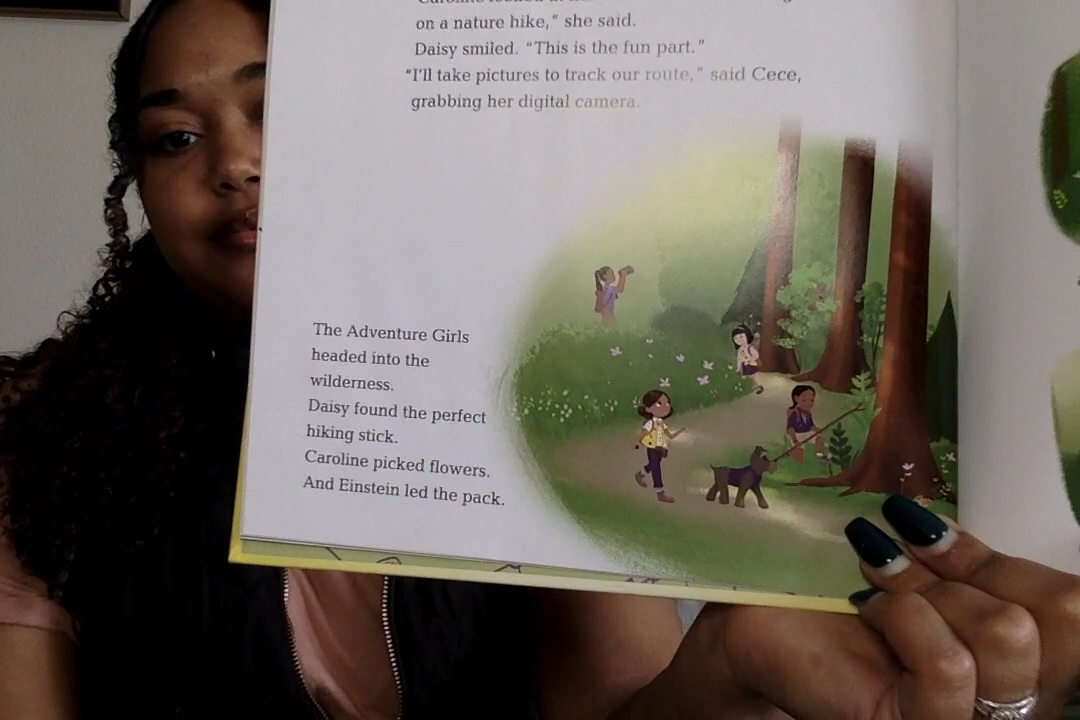 on a nature hike," she said.
Daisy smiled. "This is the fun part."
"I'll take pictures to track our route," said Cece,
grabbing her digital camera.
The Adventure Girls
headed into the
wilderness.
Daisy found the perfect
hiking stick.
Caroline picked flowers.
And Einstein led the pack.